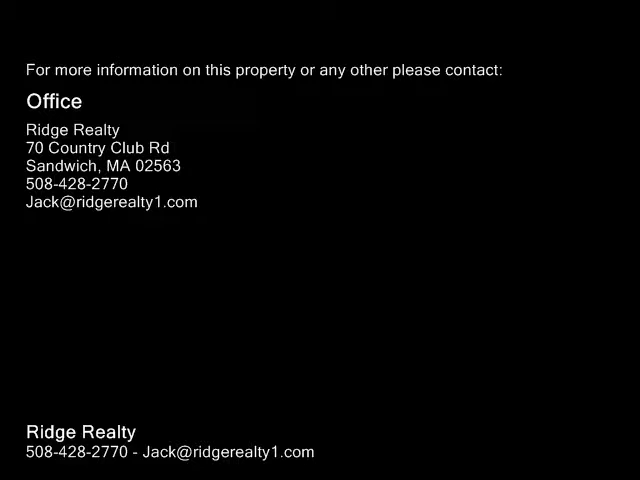 For more information on this property or any other please contact:
Office
Ridge Realty
70 Country Club Rd
Sandwich, MA 02563
508-428-2770
Jack@ridgerealty1.com
Ridge Realty
508-428-2770 - Jack@ridgerealty1.com